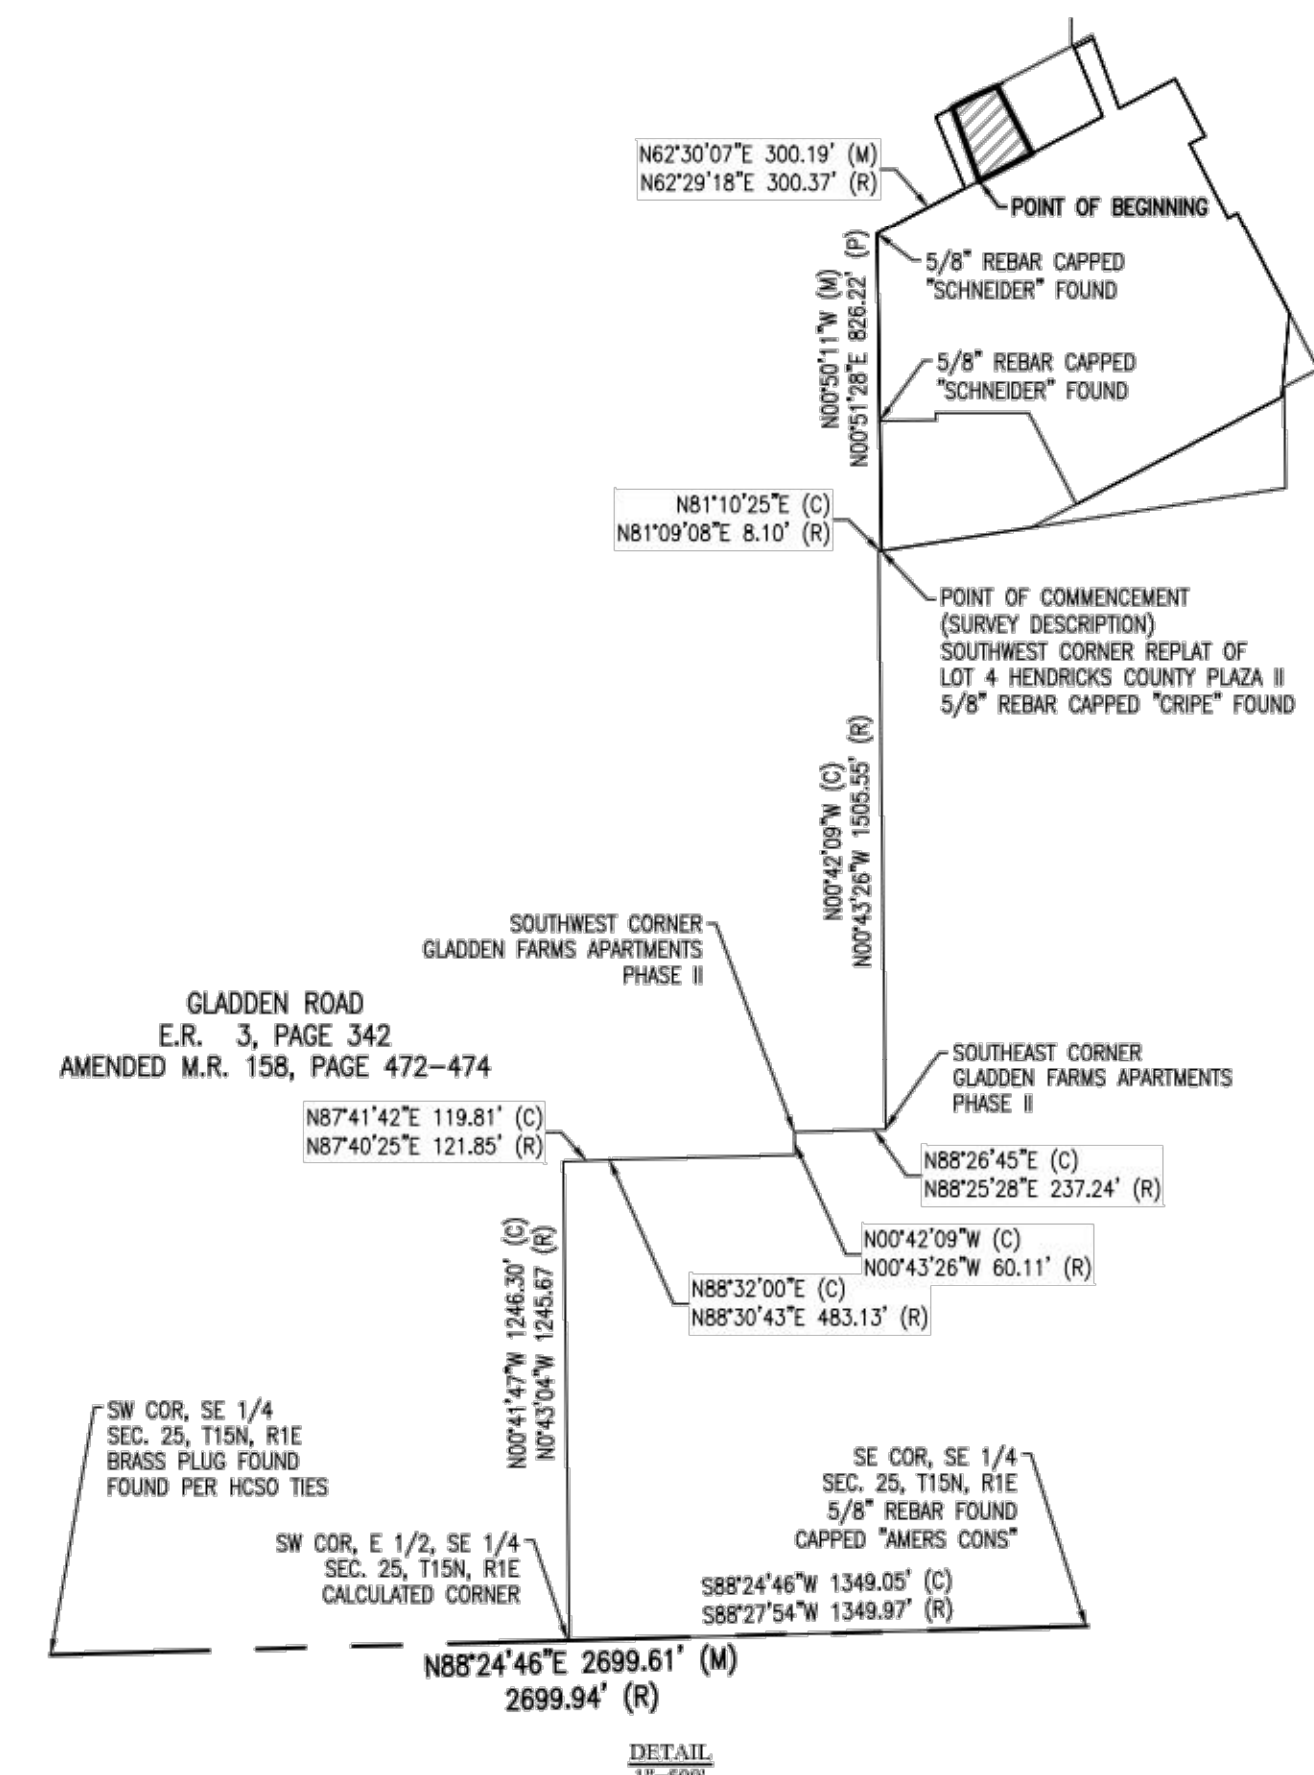 N62°30'07"E 300.19' (M)
N62°29'18"E 300.37' (R)
POINT OF BEGINNING
5/8" REBAR CAPPED
"SCHNEIDER" FOUND
N00°50'11"W (M)
N00°51'28"E 826.22' (P)
5/8" REBAR CAPPED
"SCHNEIDER" FOUND
N81°10'25"E (C)
N81°09'08"E 8.10' (R)
POINT OF COMMENCEMENT
(SURVEY DESCRIPTION)
SOUTHWEST CORNER REPLAT OF
LOT 4 HENDRICKS COUNTY PLAZA II
5/8" REBAR CAPPED "CRIPE" FOUND
N00°42'09"W (C)
N00°43'26"W 1505.55' (R)
SOUTHWEST CORNER
GLADDEN FARMS APARTMENTS
PHASE II
GLADDEN ROAD
E.R. 3, PAGE 342
AMENDED M.R. 158, PAGE 472-474
SOUTHEAST CORNER
GLADDEN FARMS APARTMENTS
PHASE II
N87°41'42"E 119.81' (C)
N87°40'25"E 121.85' (R)
N88°26'45"E (C)
N88°25'28"E 237.24' (R)
N00°42'09"W (C)
N00°43'26"W 60.11' (R)
N88°32'00"E (C)
N88°30'43"E 483.13' (R)
N00°41'47"W 1246.30' (C)
N0°43'04"W 1245.67 (R)
SW COR, SE 1/4
SEC. 25, T15N, R1E
BRASS PLUG FOUND
FOUND PER HCSO TIES
SE COR, SE 1/4
SEC. 25, T15N, R1E
5/8" REBAR FOUND
CAPPED "AMERS CONS"
SW COR, E 1/2, SE 1/4
SEC. 25, T15N, R1E
CALCULATED CORNER
S88°24'46"W 1349.05' (C)
S88°27'54"W 1349.97' (R)
N88°24'46"E 2699.61' (M)
2699.94' (R)
DETAIL